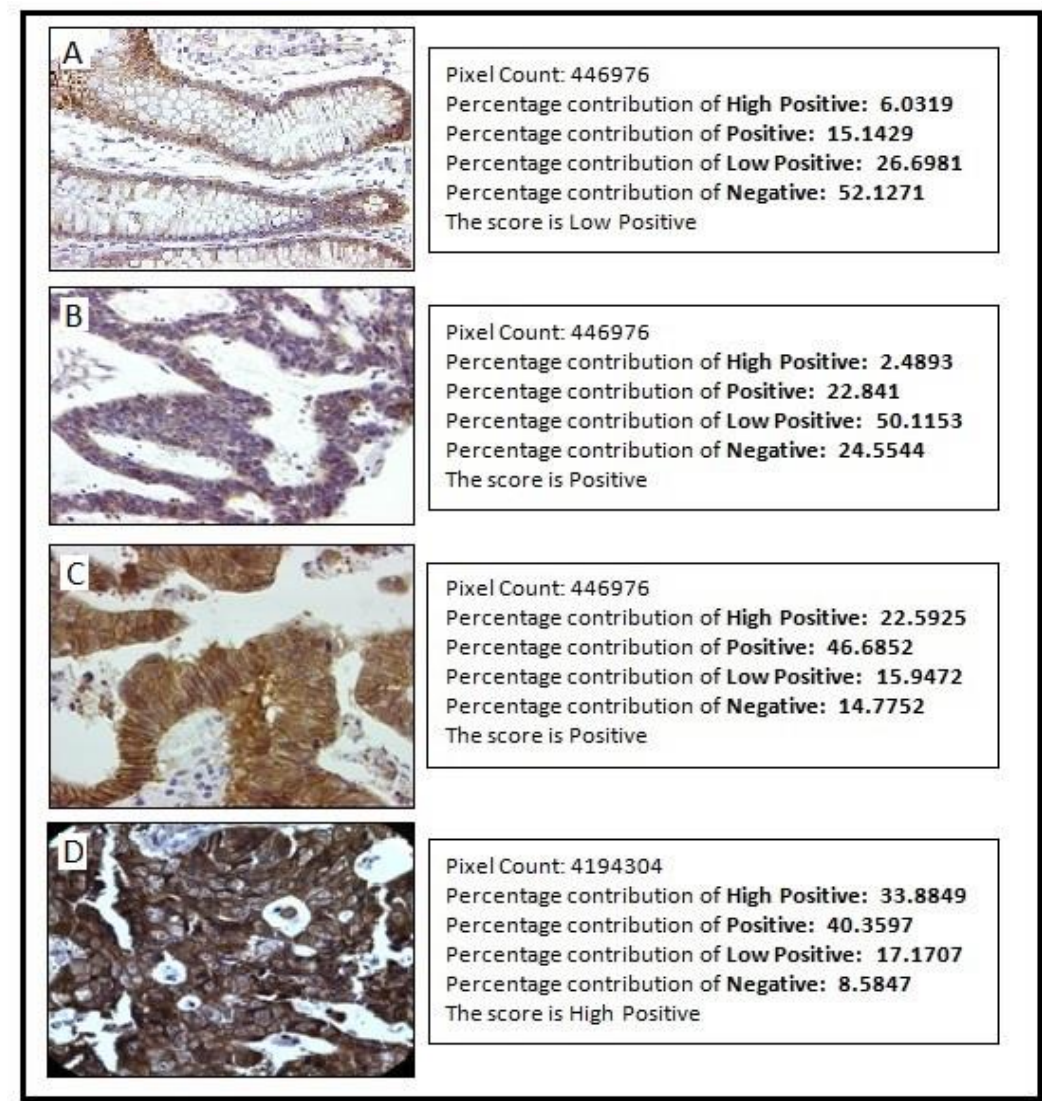 A
Pixel Count: 446976
Percentage contribution of High Positive: 6.0319
Percentage contribution of Positive: 15.1429
Percentage contribution of Low Positive: 26.6981
Percentage contribution of Negative: 52.1271
The score is Low Positive
B
Pixel Count: 446976
Percentage contribution of High Positive: 2.4893
Percentage contribution of Positive: 22.841
Percentage contribution of Low Positive: 50.1153
Percentage contribution of Negative: 24.5544
The score is Positive
C
Pixel Count: 446976
Percentage contribution of High Positive: 22.5925
Percentage contribution of Positive: 46.6852
Percentage contribution of Low Positive: 15.9472
Percentage contribution of Negative: 14.7752
The score is Positive
D
Pixel Count: 4194304
Percentage contribution of High Positive: 33.8849
Percentage contribution of Positive: 40.3597
Percentage contribution of Low Positive: 17.1707
Percentage contribution of Negative: 8.5847
The score is High Positive